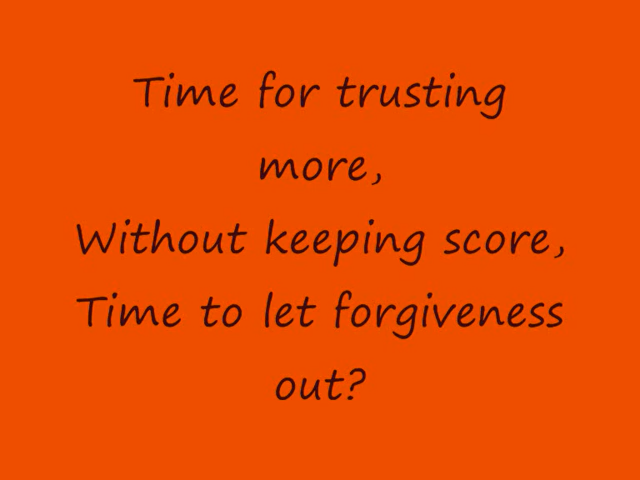 Time for trusting
more,
Without keeping score,
Time to let forgiveness
out?